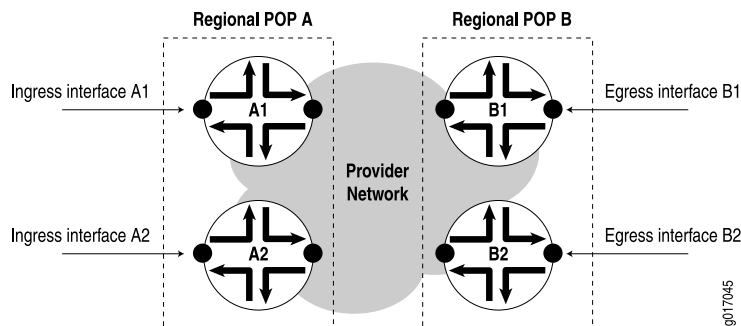 Regional POP A
Regional POP B
Ingress interface A1
A1
B1
Egress interface B1
Provider
Network
Ingress interface A2
A2
B2
Egress interface B2
g017045